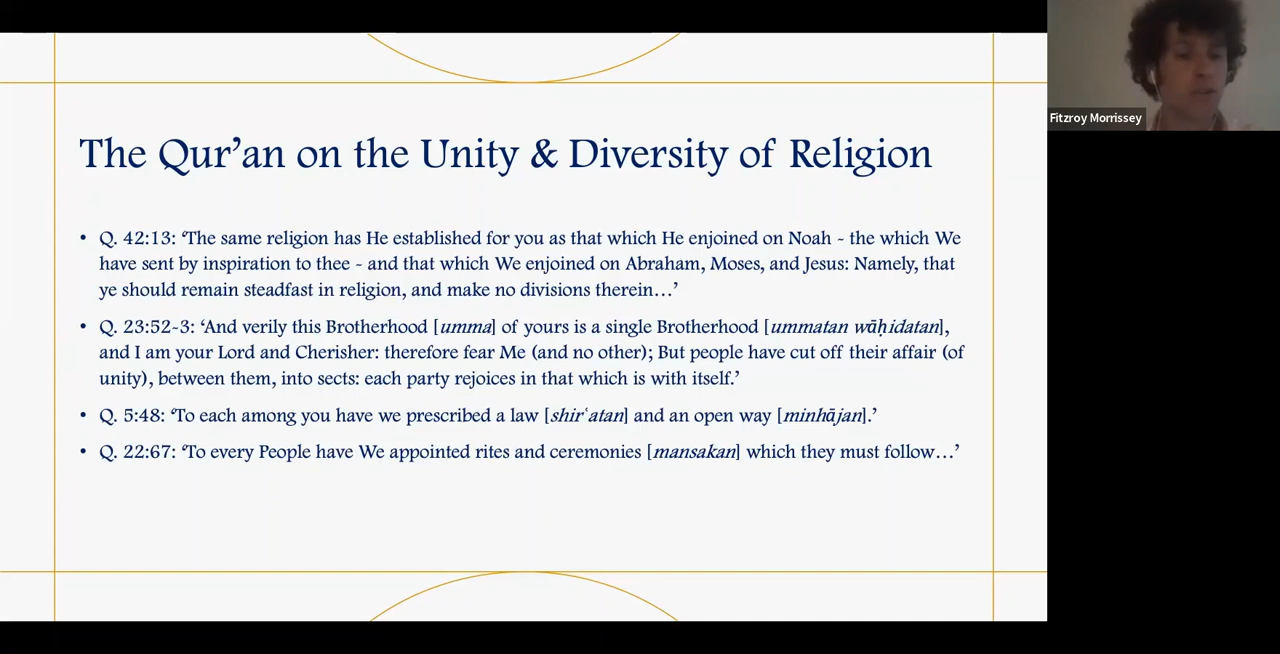 The Qur’an on the Unity & Diversity of Religion
• Q. 42:13: ‘The same religion has He established for you as that which He enjoined on Noah - the which We
have sent by inspiration to thee - and that which We enjoined on Abraham, Moses, and Jesus: Namely, that
ye should remain steadfast in religion, and make no divisions therein…’
• Q. 23:52-3: ‘And verily this Brotherhood [umma] of yours is a single Brotherhood [ummatan wāḥidatan],
and I am your Lord and Cherisher: therefore fear Me (and no other); But people have cut off their affair (of
unity), between them, into sects: each party rejoices in that which is with itself.’
• Q. 5:48: ‘To each among you have we prescribed a law [shirʿatan] and an open way [minhājan].’
• Q. 22:67: ‘To every People have We appointed rites and ceremonies [mansakan] which they must follow…’
Fitzroy Morrissey